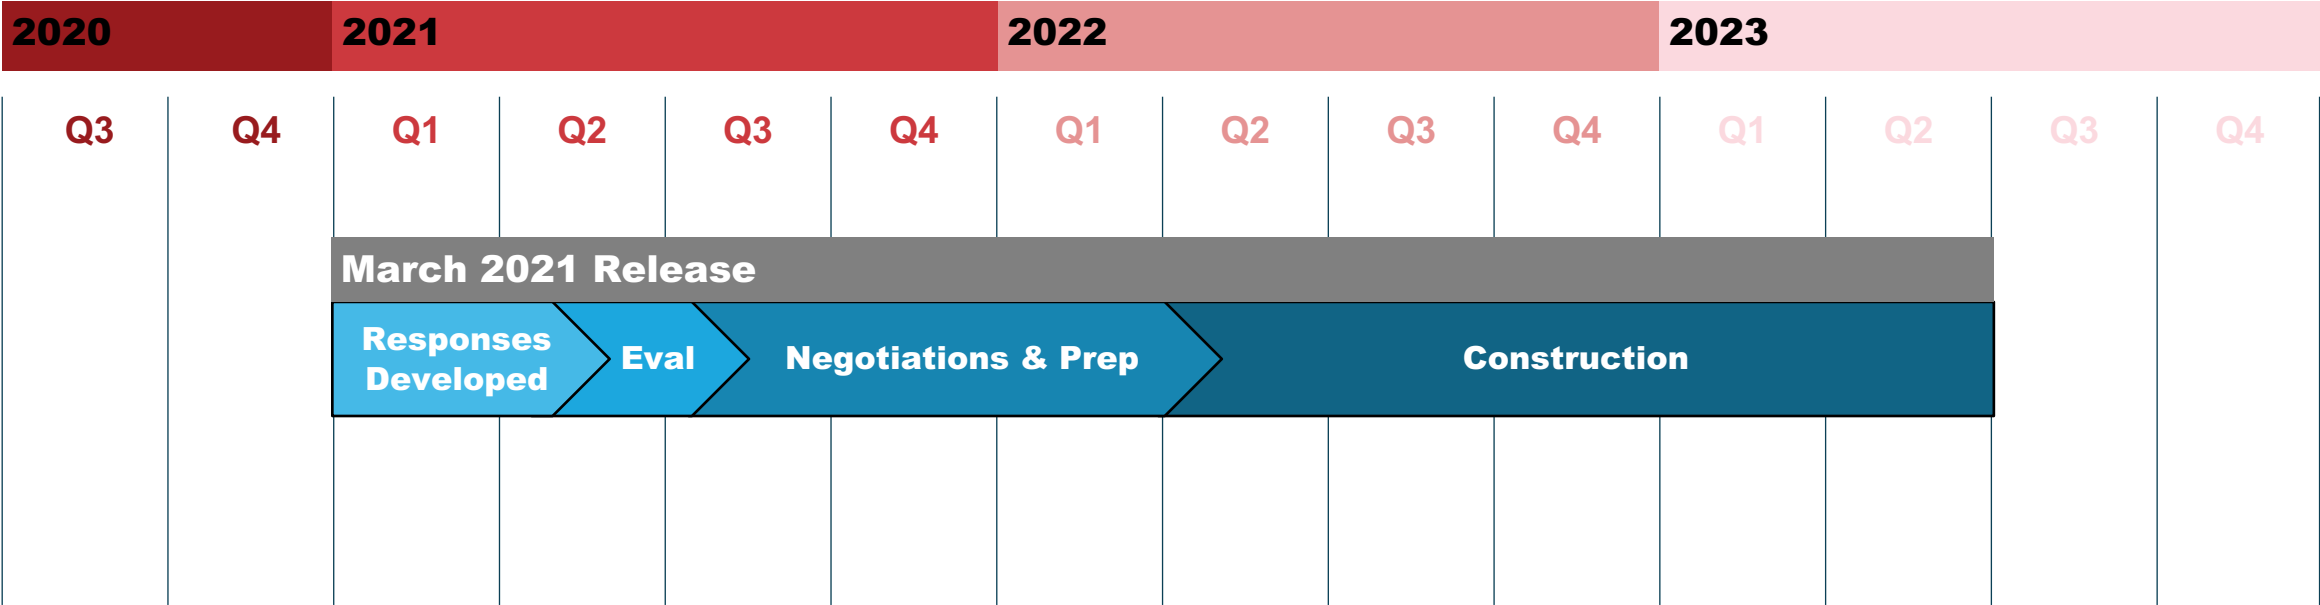 2020 2021 2022 2023
Q3 Q4 Q1 Q2 Q3 Q4 Q1 Q2 Q3 Q4 Q1 Q2 Q3 Q4
March 2021 Release
Responses
Developed
Eval
Negotiations & Prep
Construction